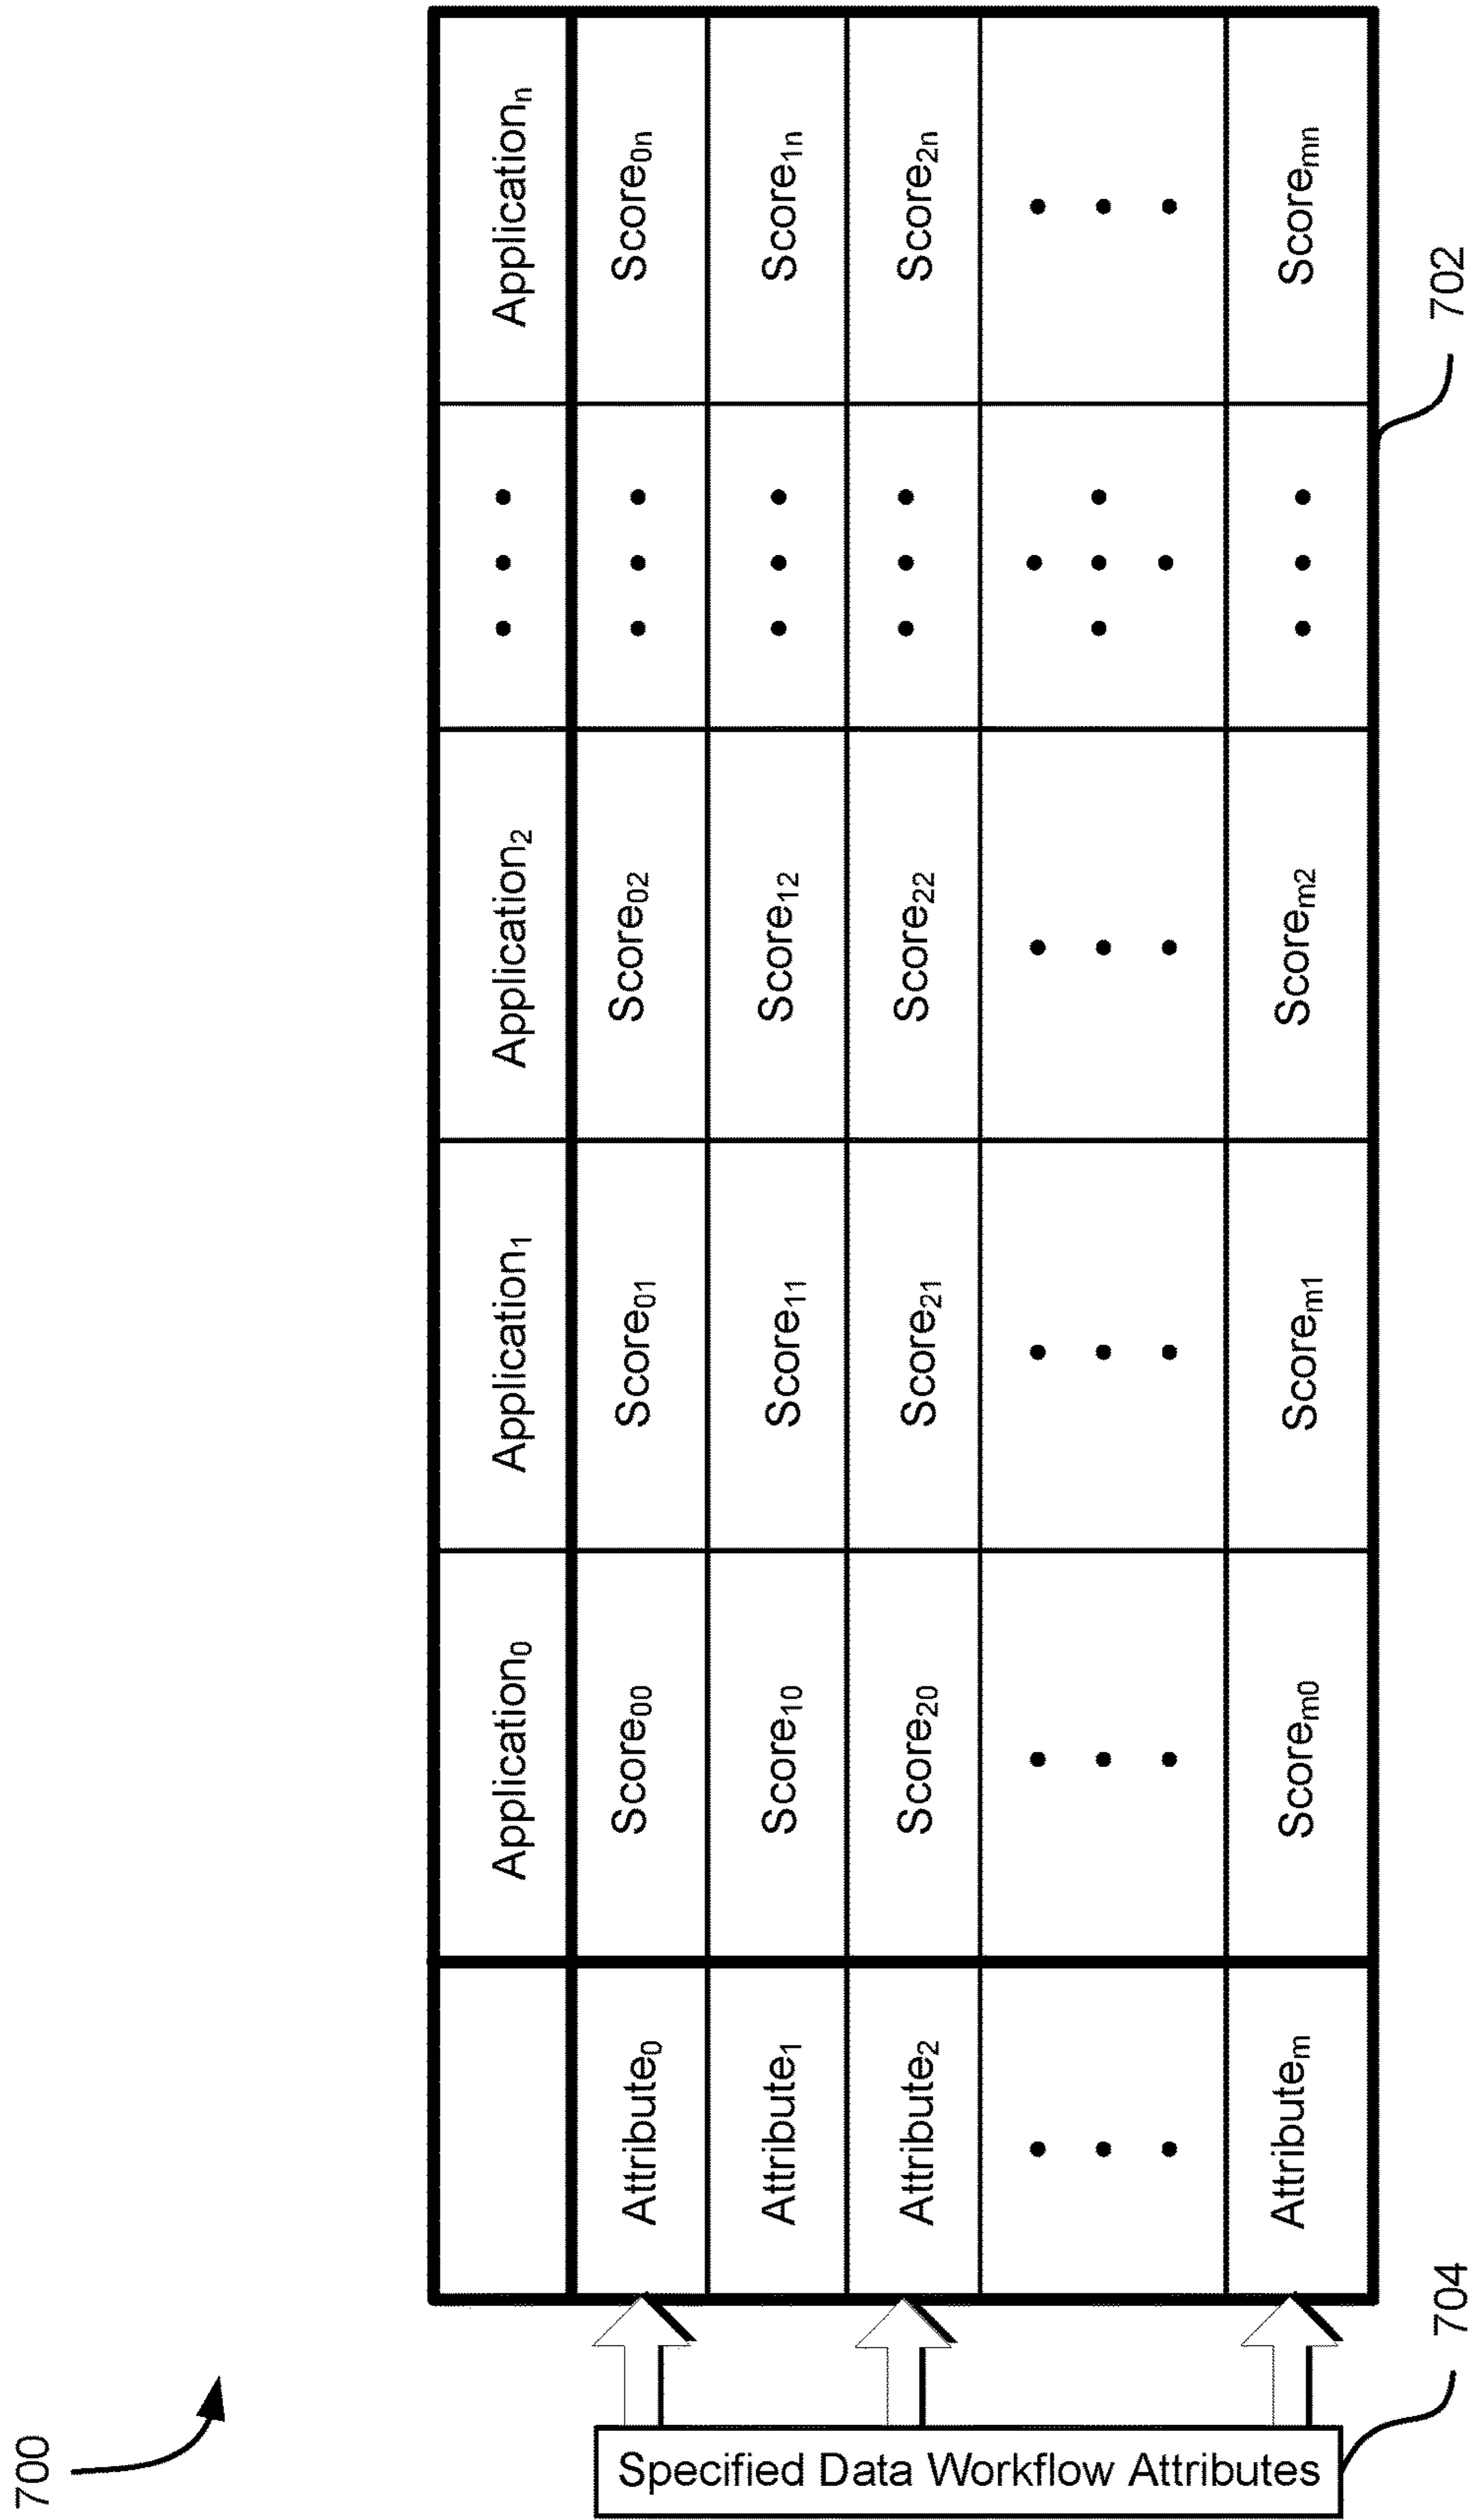 700
Application0 Application1 Application2 Applicationn
Attribute0 Score00 Score01 Score02 Score0n
Attribute1 Score10 Score11 Score12 Score1n
Attribute2 Score20 Score21 Score22 Score2n
Attributem Scorem0 Scorem1 Scorem2 Scoremn
Specified Data Workflow Attributes
704
702